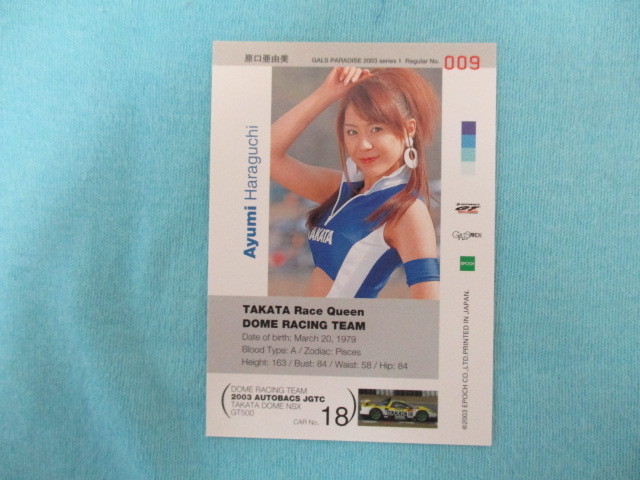 原口亜由美
GALS PARADISE 2003 series 1 Regular No. 009
Ayumi Haraguchi
TAKATA
GT
EPOCH
TAKATA Race Queen
DOME RACING TEAM
Date of birth: March 20, 1979
Blood Type: A / Zodiac: Pisces
Height: 163 / Bust: 84 / Waist: 58 / Hip: 84
DOME RACING TEAM
2003 AUTOBACS JGTC
TAKATA DOME NSX
GT500
CAR No. 18
©2003 EPOCH CO.,LTD.PRINTED IN JAPAN.